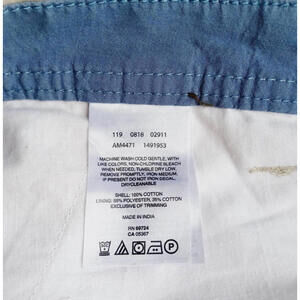 119 0818 02911
AM4471 1491953
MACHINE WASH COLD GENTLE, WITH
LIKE COLORS, NON-CHLORINE BLEACH
WHEN NEEDED, TUMBLE DRY LOW,
REMOVE PROMPTLY, IRON MEDIUM,
IF PRESENT DO NOT IRON DECAL.
DRYCLEANABLE
SHELL: 100% COTTON
LINING: 65% POLYESTER, 35% COTTON
EXCLUSIVE OF TRIMMING
MADE IN INDIA
RN 69724
CA 05367